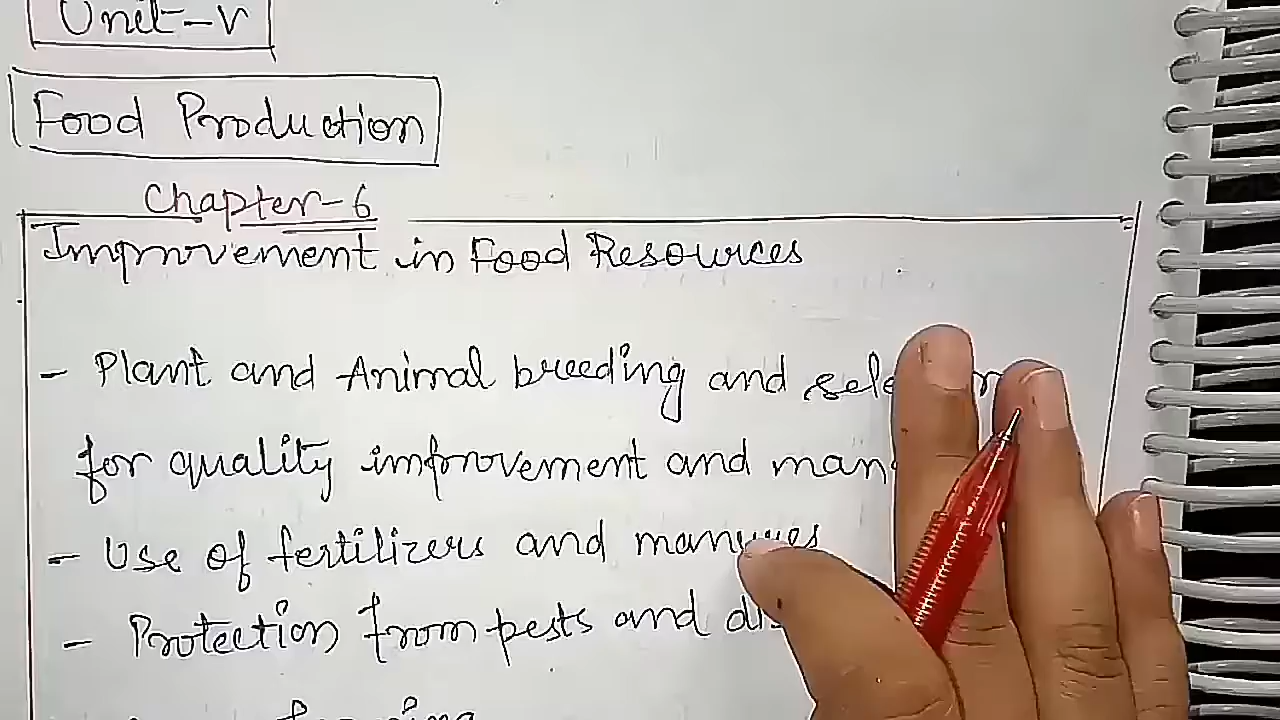 Unit-V
Food Production
Chapter-6
Improvement in Food Resources
- Plant and Animal breeding and
for quality improvement and
- Use of fertilizers and manures
- Protection from pests and